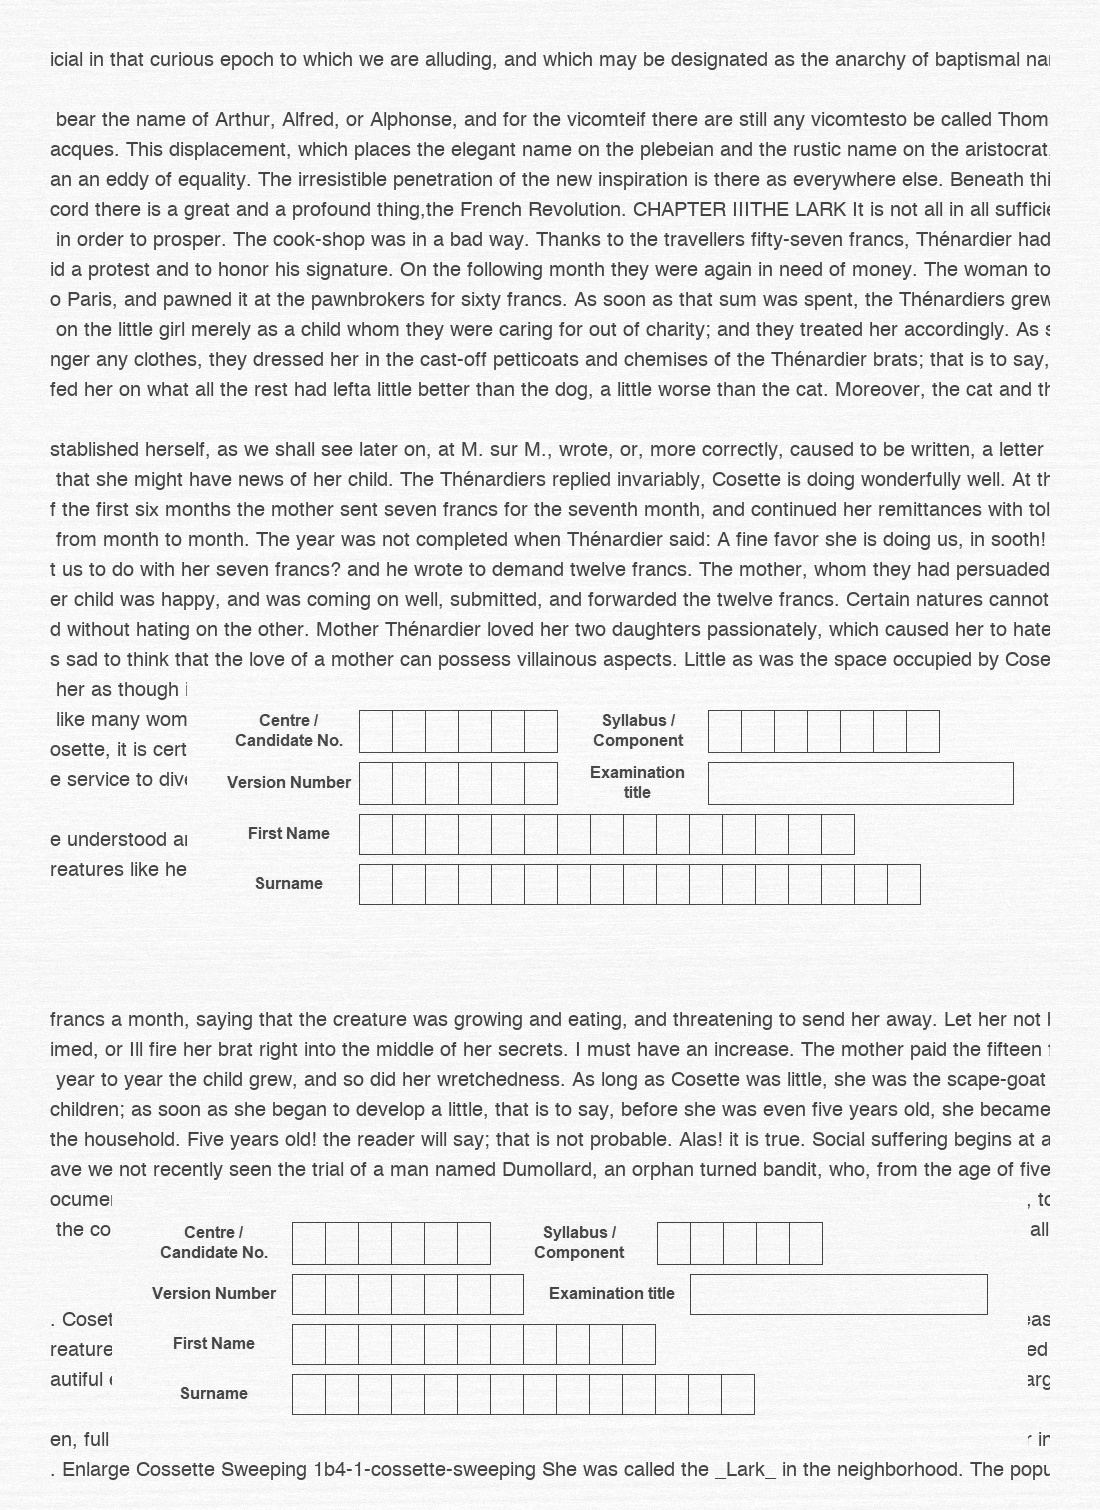 icial in that curious epoch to which we are alluding, and which may be designated as the anarchy of baptismal
bear the name of Arthur, Alfred, or Alphonse, and for the vicomteif there are still any vicomtesto be called Thom
acques. This displacement, which places the elegant name on the plebeian and the rustic name on the aristocrat
an an eddy of equality. The irresistible penetration of the new inspiration is there as everywhere else. Beneath thi
cord there is a great and a profound thing,the French Revolution. CHAPTER IIITHE LARK It is not all in all sufficie
in order to prosper. The cook-shop was in a bad way. Thanks to the travellers fifty-seven francs, Thénardier had
id a protest and to honor his signature. On the following month they were again in need of money. The woman to
o Paris, and pawned it at the pawnbrokers for sixty francs. As soon as that sum was spent, the Thénardiers grew
on the little girl merely as a child whom they were caring for out of charity; and they treated her accordingly. As
nger any clothes, they dressed her in the cast-off petticoats and chemises of the Thénardier brats; that is to say,
fed her on what all the rest had lefta little better than the dog, a little worse than the cat. Moreover, the cat and
stablished herself, as we shall see later on, at M. sur M., wrote, or, more correctly, caused to be written, a letter
that she might have news of her child. The Thénardiers replied invariably, Cosette is doing wonderfully well. At
f the first six months the mother sent seven francs for the seventh month, and continued her remittances with tol
from month to month. The year was not completed when Thénardier said: A fine favor she is doing us, in sooth!
t us to do with her seven francs? and he wrote to demand twelve francs. The mother, whom they had persuaded
er child was happy, and was coming on well, submitted, and forwarded the twelve francs. Certain natures cannot
d without hating on the other. Mother Thénardier loved her two daughters passionately, which caused her to hate
s sad to think that the love of a mother can possess villainous aspects. Little as was the space occupied by Cose
her as though
like many wom
osette, it is cert
e service to dive
e understood
reatures like he
Centre / Candidate No.
Syllabus / Component
Version Number
Examination title
First Name
Surname
francs a month, saying that the creature was growing and eating, and threatening to send her away. Let her not
imed, or Ill fire her brat right into the middle of her secrets. I must have an increase. The mother paid the fifteen
year to year the child grew, and so did her wretchedness. As long as Cosette was little, she was the scape-goat
children; as soon as she began to develop a little, that is to say, before she was even five years old, she became
the household. Five years old! the reader will say; that is not probable. Alas! it is true. Social suffering begins at a
ave we not recently seen the trial of a man named Dumollard, an orphan turned bandit, who, from the age of five
ocumen , to
the co all
Centre / Candidate No.
Syllabus / Component
Version Number
Examination title
First Name
Surname
. Coset eas
reature ed
autiful arg
en, full in
. Enlarge Cossette Sweeping 1b4-1-cossette-sweeping She was called the _Lark_ in the neighborhood. The popu